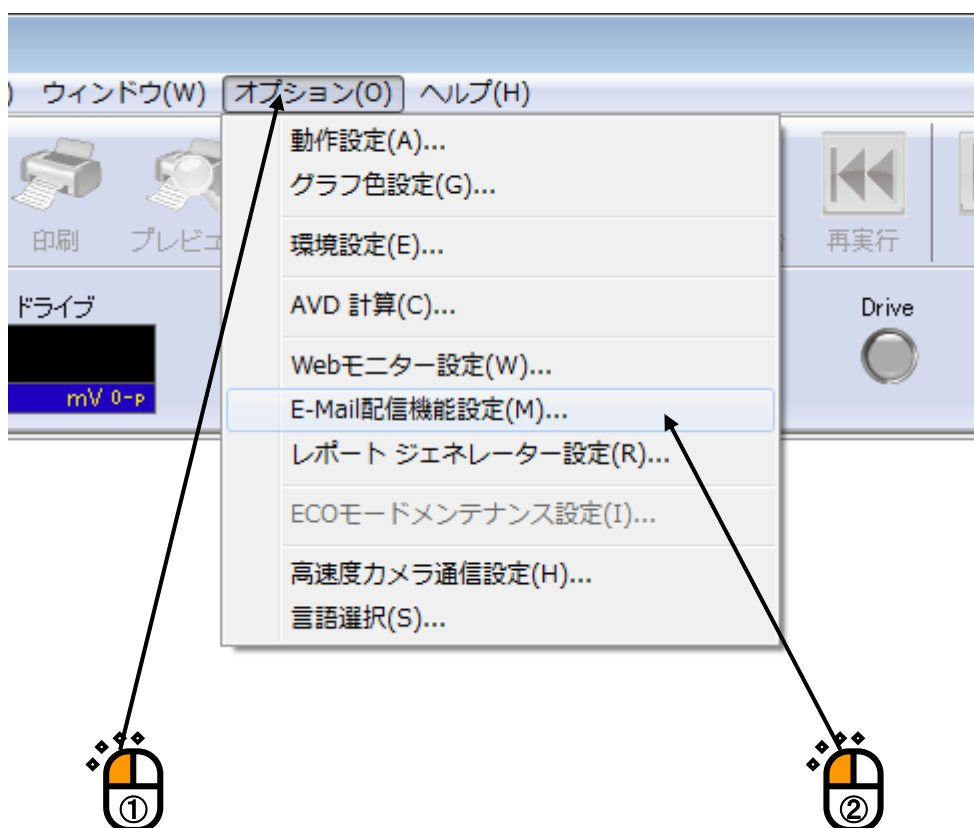 ) ウィンドウ(W) オプション(O) ヘルプ(H)
動作設定(A)...
グラフ色設定(G)...
環境設定(E)...
AVD 計算(C)...
Webモニター設定(W)...
E-Mail配信機能設定(M)...
レポート ジェネレーター設定(R)...
ECOモードメンテナンス設定(I)...
高速度カメラ通信設定(H)...
言語選択(S)...
印刷 プレビュ 再実行
ドライブ
mV 0-p
Drive
①
②